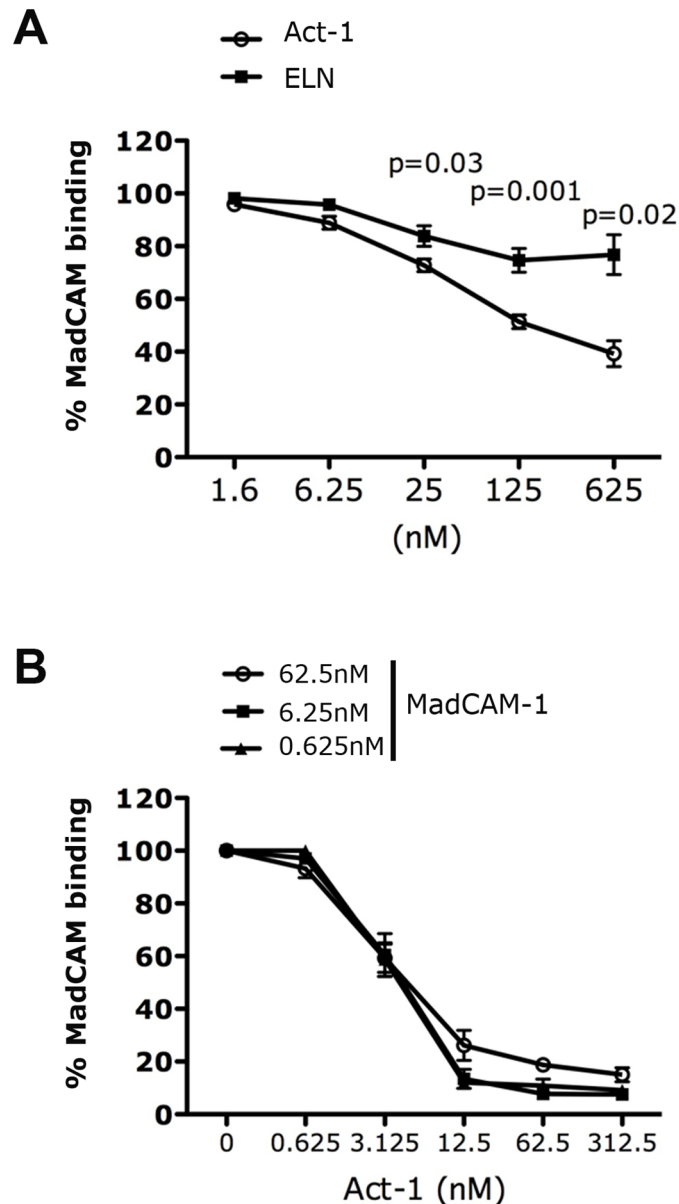 A
Act-1
ELN
% MadCAM binding
120
100
80
60
40
20
0
p=0.03
p=0.001
p=0.02
1.6 6.25 25 125 625
(nM)
B
62.5nM
6.25nM
0.625nM
MadCAM-1
% MadCAM binding
120
100
80
60
40
20
0
0 0.625 3.125 12.5 62.5 312.5
Act-1 (nM)